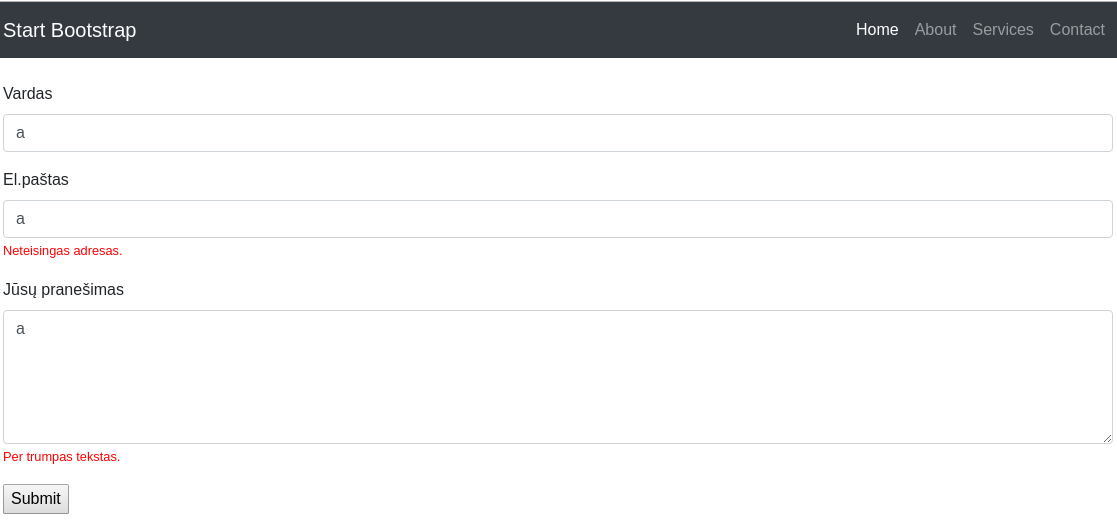 Start Bootstrap Home About Services Contact
Vardas
a
El.paštas
a
Neteisingas adresas.
Jūsų pranešimas
a
Per trumpas tekstas.
Submit